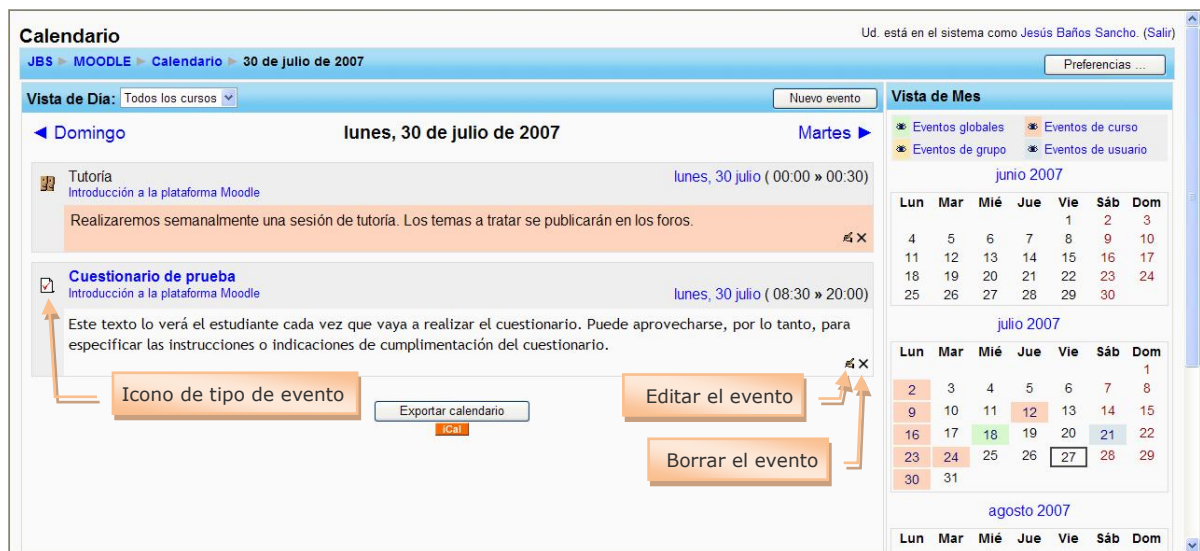 Calendario
Ud. está en el sistema como Jesús Baños Sancho. (Salir)
JBS ► MOODLE ► Calendario ► 30 de julio de 2007
Preferencias ...
Vista de Día: Todos los cursos
Nuevo evento
◄ Domingo
lunes, 30 de julio de 2007
Martes ►
Tutoría
Introducción a la plataforma Moodle
lunes, 30 julio ( 00:00 » 00:30)
Realizaremos semanalmente una sesión de tutoría. Los temas a tratar se publicarán en los foros.
Cuestionario de prueba
Introducción a la plataforma Moodle
lunes, 30 julio ( 08:30 » 20:00)
Este texto lo verá el estudiante cada vez que vaya a realizar el cuestionario. Puede aprovecharse, por lo tanto, para
especificar las instrucciones o indicaciones de cumplimentación del cuestionario.
Icono de tipo de evento
Editar el evento
Borrar el evento
Exportar calendario
iCal
Vista de Mes
Eventos globales Eventos de curso
Eventos de grupo Eventos de usuario
junio 2007
Lun Mar Mié Jue Vie Sáb Dom
1 2 3
4 5 6 7 8 9 10
11 12 13 14 15 16 17
18 19 20 21 22 23 24
25 26 27 28 29 30
julio 2007
Lun Mar Mié Jue Vie Sáb Dom
1
2 3 4 5 6 7 8
9 10 11 12 13 14 15
16 17 18 19 20 21 22
23 24 25 26 27 28 29
30 31
agosto 2007
Lun Mar Mié Jue Vie Sáb Dom